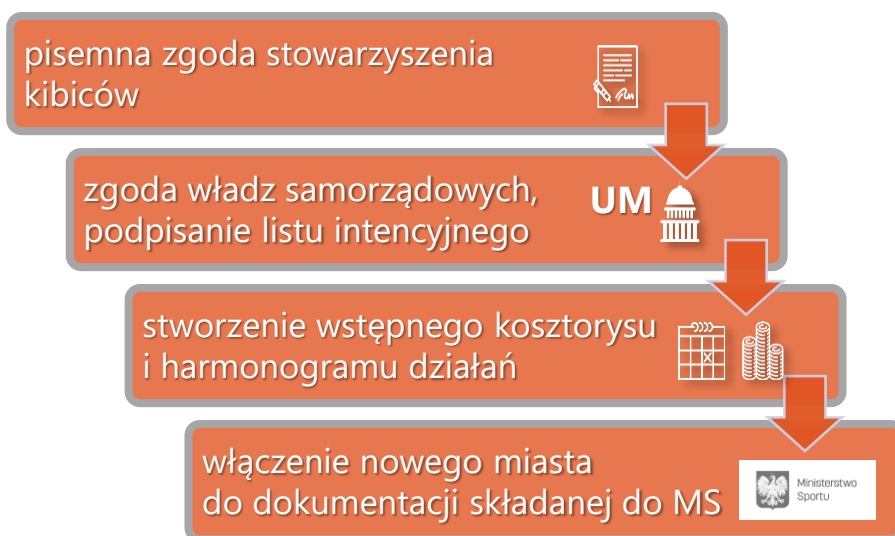 pisemna zgoda stowarzyszenia
kibiców
zgoda władz samorządowych,
podpisanie listu intencyjnego
UM
stworzenie wstępnego kosztorysu
i harmonogramu działań
włączenie nowego miasta
do dokumentacji składanej do MS
Ministerstwo
Sportu